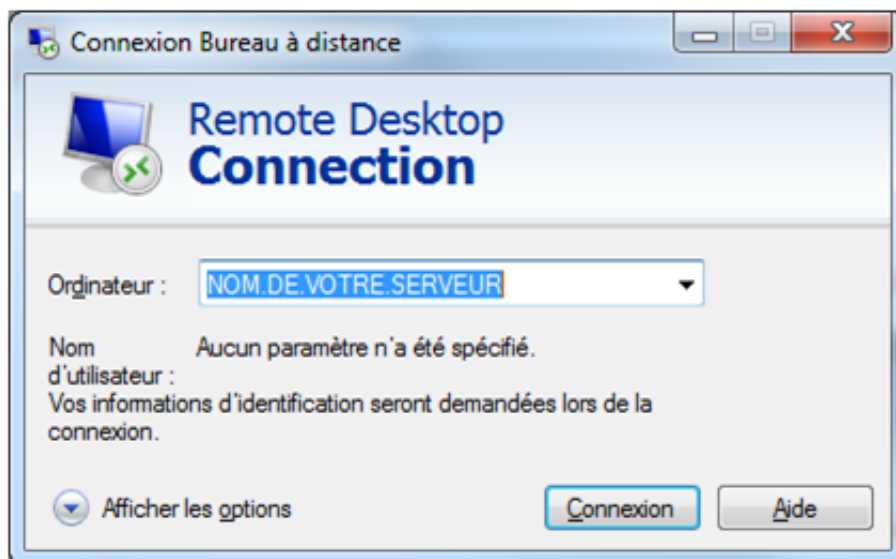 Connexion Bureau à distance
Remote Desktop
Connection
Ordinateur :
NOM.DE.VOTRE.SERVEUR
Nom
d'utilisateur :
Aucun paramètre n'a été spécifié.
Vos informations d'identification seront demandées lors de la
connexion.
Afficher les options
Connexion
Aide